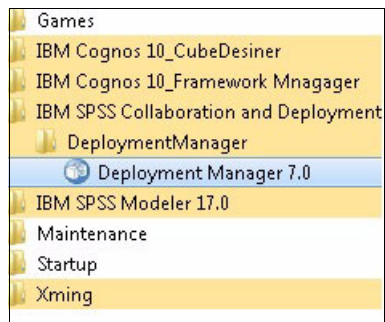 Games
IBM Cognos 10_CubeDesiner
IBM Cognos 10_Framework Mnagager
IBM SPSS Collaboration and Deployment
DeploymentManager
Deployment Manager 7.0
IBM SPSS Modeler 17.0
Maintenance
Startup
Xming